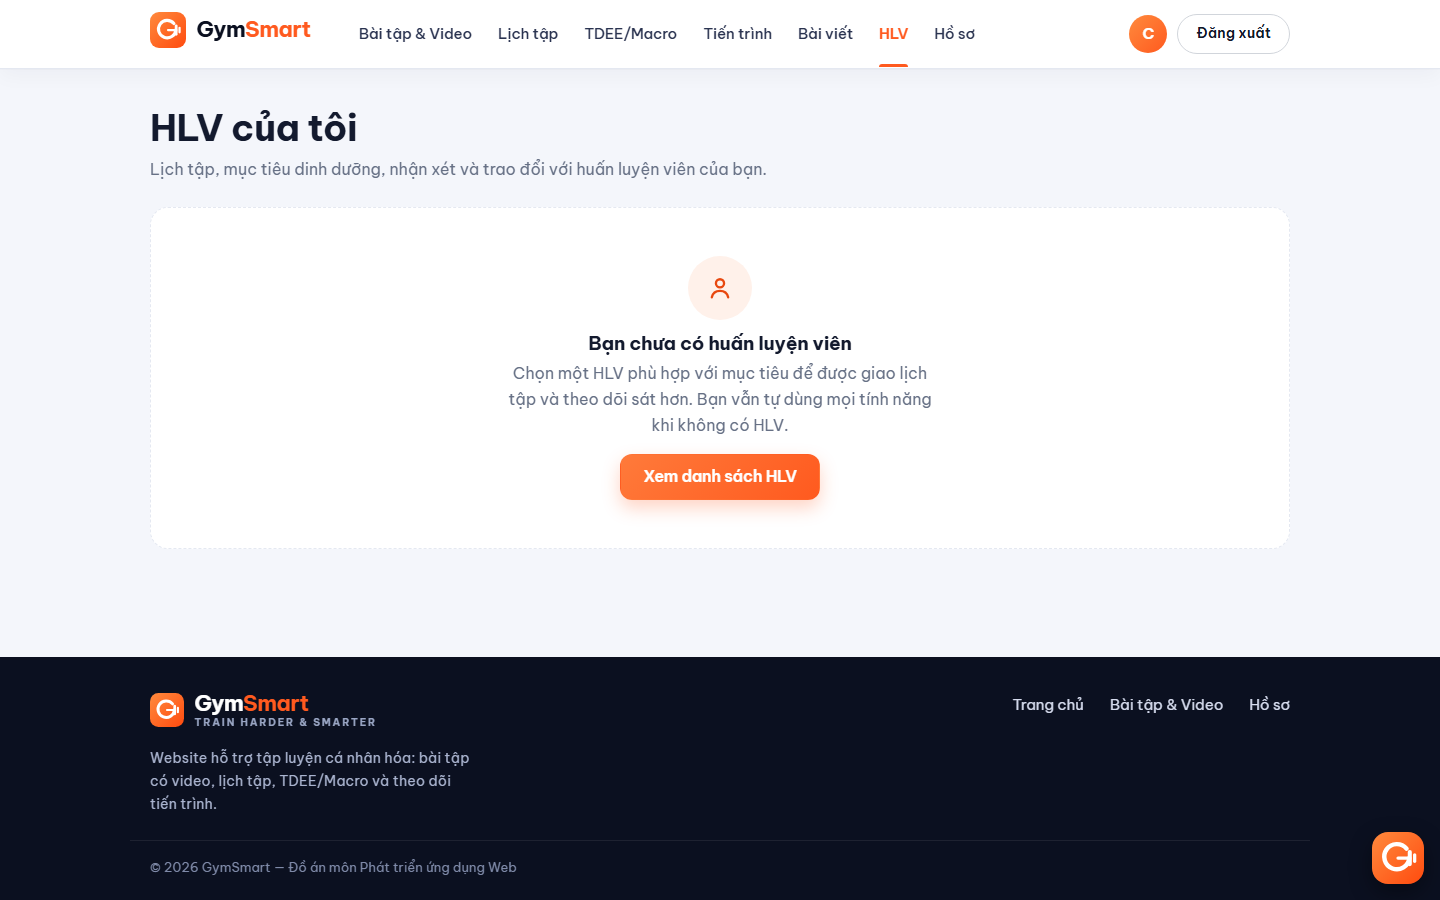 GymSmart
Bài tập & Video
Lịch tập
TDEE/Macro
Tiến trình
Bài viết
HLV
Hồ sơ
C
Đăng xuất
HLV của tôi
Lịch tập, mục tiêu dinh dưỡng, nhận xét và trao đổi với huấn luyện viên của bạn.
Bạn chưa có huấn luyện viên
Chọn một HLV phù hợp với mục tiêu để được giao lịch
tập và theo dõi sát hơn. Bạn vẫn tự dùng mọi tính năng
khi không có HLV.
Xem danh sách HLV
GymSmart
TRAIN HARDER & SMARTER
Trang chủ
Bài tập & Video
Hồ sơ
Website hỗ trợ tập luyện cá nhân hóa: bài tập
có video, lịch tập, TDEE/Macro và theo dõi
tiến trình.
© 2026 GymSmart — Đồ án môn Phát triển ứng dụng Web